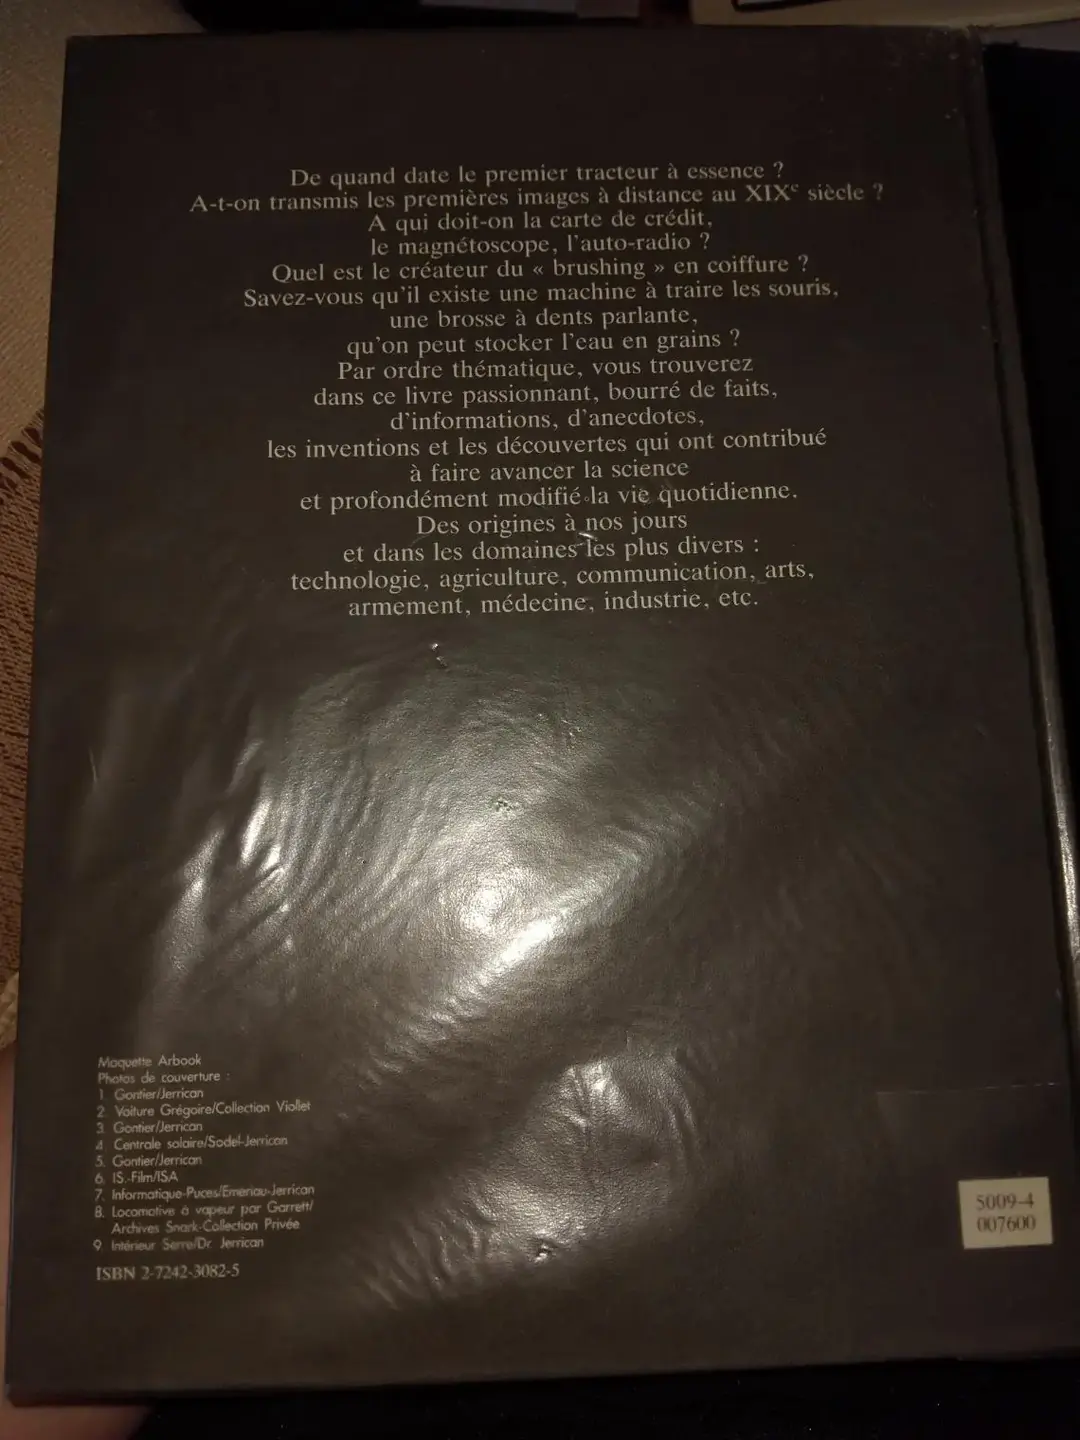 De quand date le premier tracteur à essence ?
A-t-on transmis les premières images à distance au XIXe siècle ?
A qui doit-on la carte de crédit,
le magnétoscope, l'auto-radio ?
Quel est le créateur du « brushing » en coiffure ?
Savez-vous qu'il existe une machine à traire les souris,
une brosse à dents parlante,
qu'on peut stocker l'eau en grains ?
Par ordre thématique, vous trouverez
dans ce livre passionnant, bourré de faits,
d'informations, d'anecdotes,
les inventions et les découvertes qui ont contribué
à faire avancer la science
et profondément modifié la vie quotidienne.
Des origines à nos jours
et dans les domaines les plus divers :
technologie, agriculture, communication, arts,
armement, médecine, industrie, etc.
Maquette Arbook
Photos de couverture :
1. Gontier/Jerrican
2. Voiture Grégoire/Collection Viollet
3. Gontier/Jerrican
4. Centrale solaire/Sodel-Jerrican
5. Gontier/Jerrican
6. IS.-Film/ISA
7. Informatique-Puces/Emeriau-Jerrican
8. Locomotive à vapeur par Garrett/
Archives Snark-Collection Privée
9. Intérieur Serre/Dr. Jerrican
ISBN 2-7242-3082-5
S009-4
007600